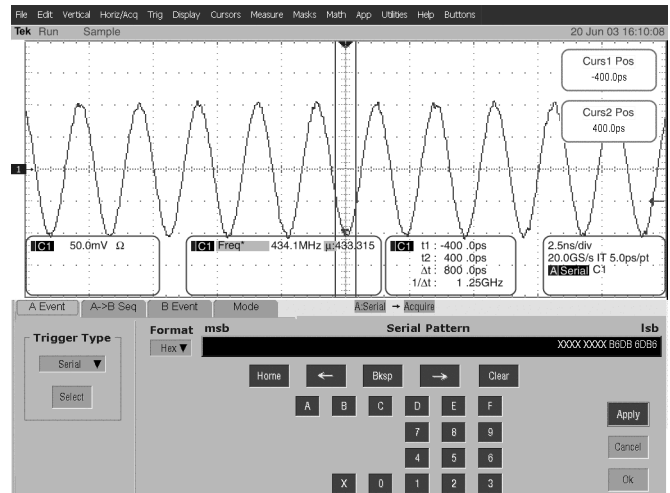 File Edit Vertical Horiz/Acq Trig Display Cursors Measure Masks Math App Utilities Help Buttons
Tek Run Sample 20 Jun 03 16:10:08
Curs1 Pos
-400.0ps
Curs2 Pos
400.0ps
1
C1 50.0mV Ω
C1 Freq* 434.1MHz µ:433.315
C1 t1 : -400 .0ps
t2 : 400 .0ps
Δt : 800 .0ps
1/Δt : 1 .25GHz
2.5ns/div
20.0GS/s IT 5.0ps/pt
A Serial C1
A Event A->B Seq B Event Mode A:Serial → Acquire
Trigger Type
Serial ▼
Select
Format
Hex ▼
msb Serial Pattern lsb
XXXX XXXX B6DB 6DB6
Home ← Bksp → Clear
A B C D E F
7 8 9
4 5 6
X 0 1 2 3
Apply
Cancel
Ok